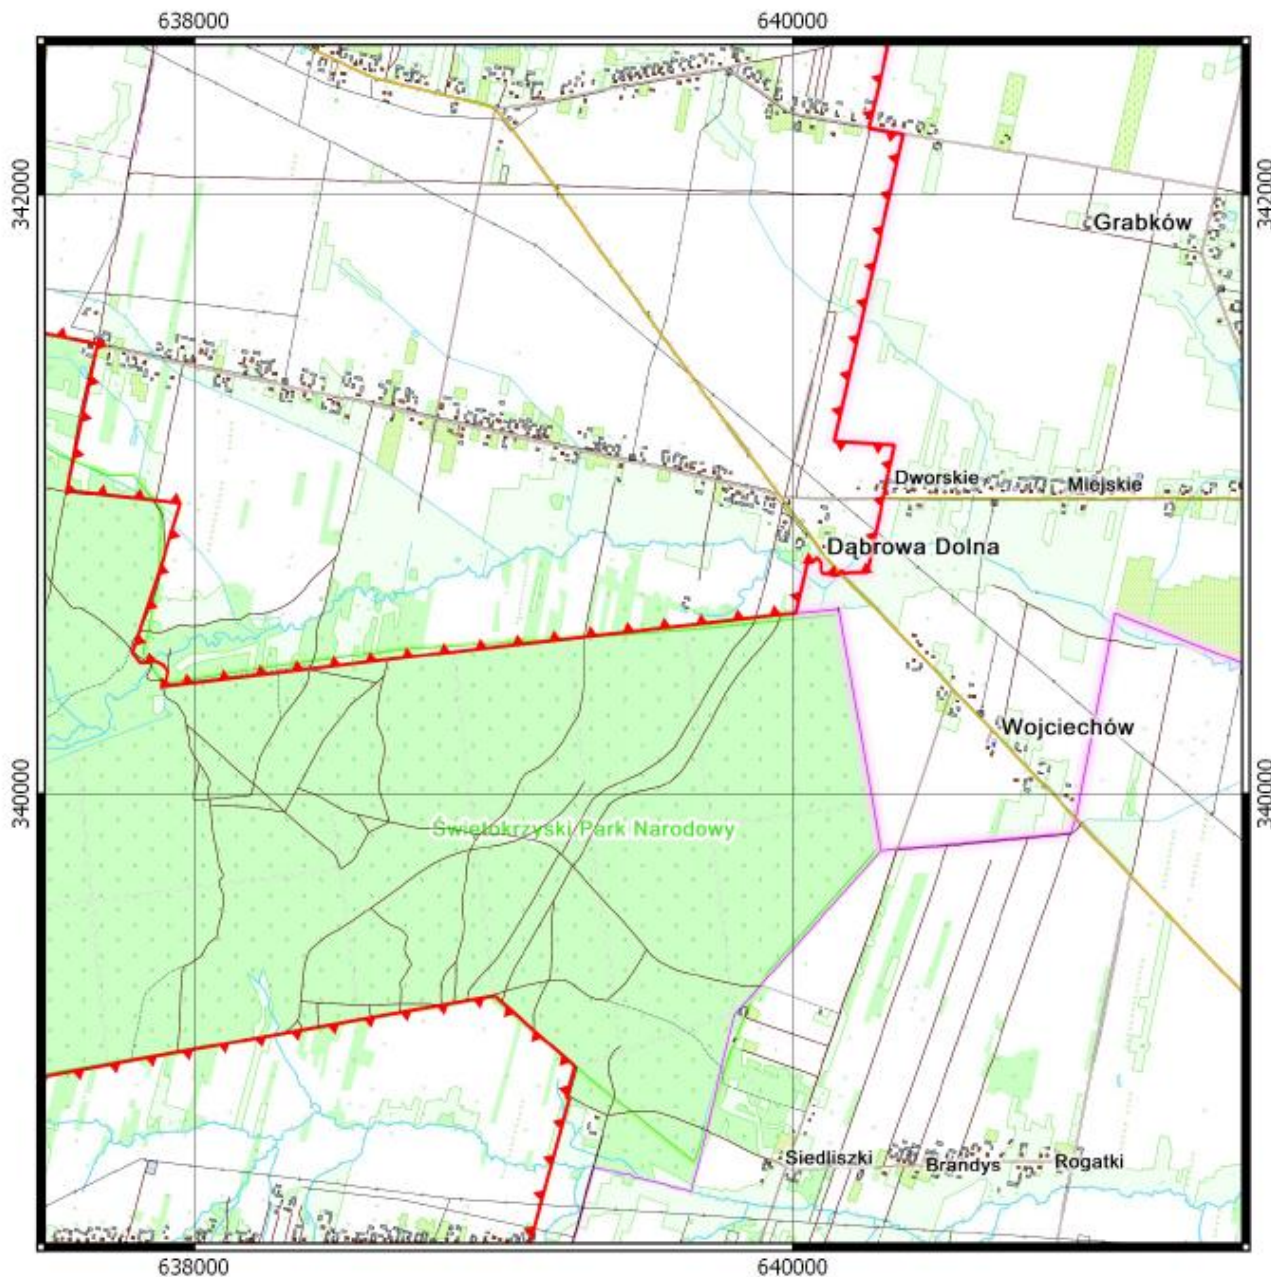 638000 640000
342000 342000
Grabków
Dworskie Miejskie
Dąbrowa Dolna
Wojciechów
340000 340000
Świętokrzyski Park Narodowy
Siedliszki Brandys Rogatki
638000 640000